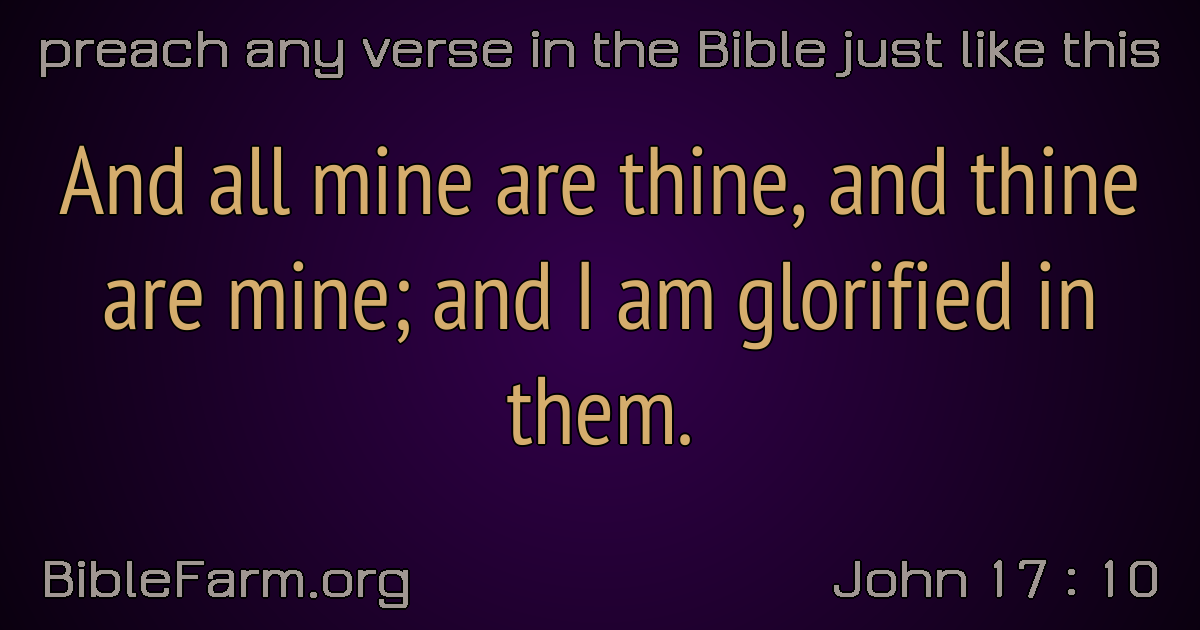 preach any verse in the Bible just like this
And all mine are thine, and thine
are mine; and I am glorified in
them.
BibleFarm.org
John 17 : 10